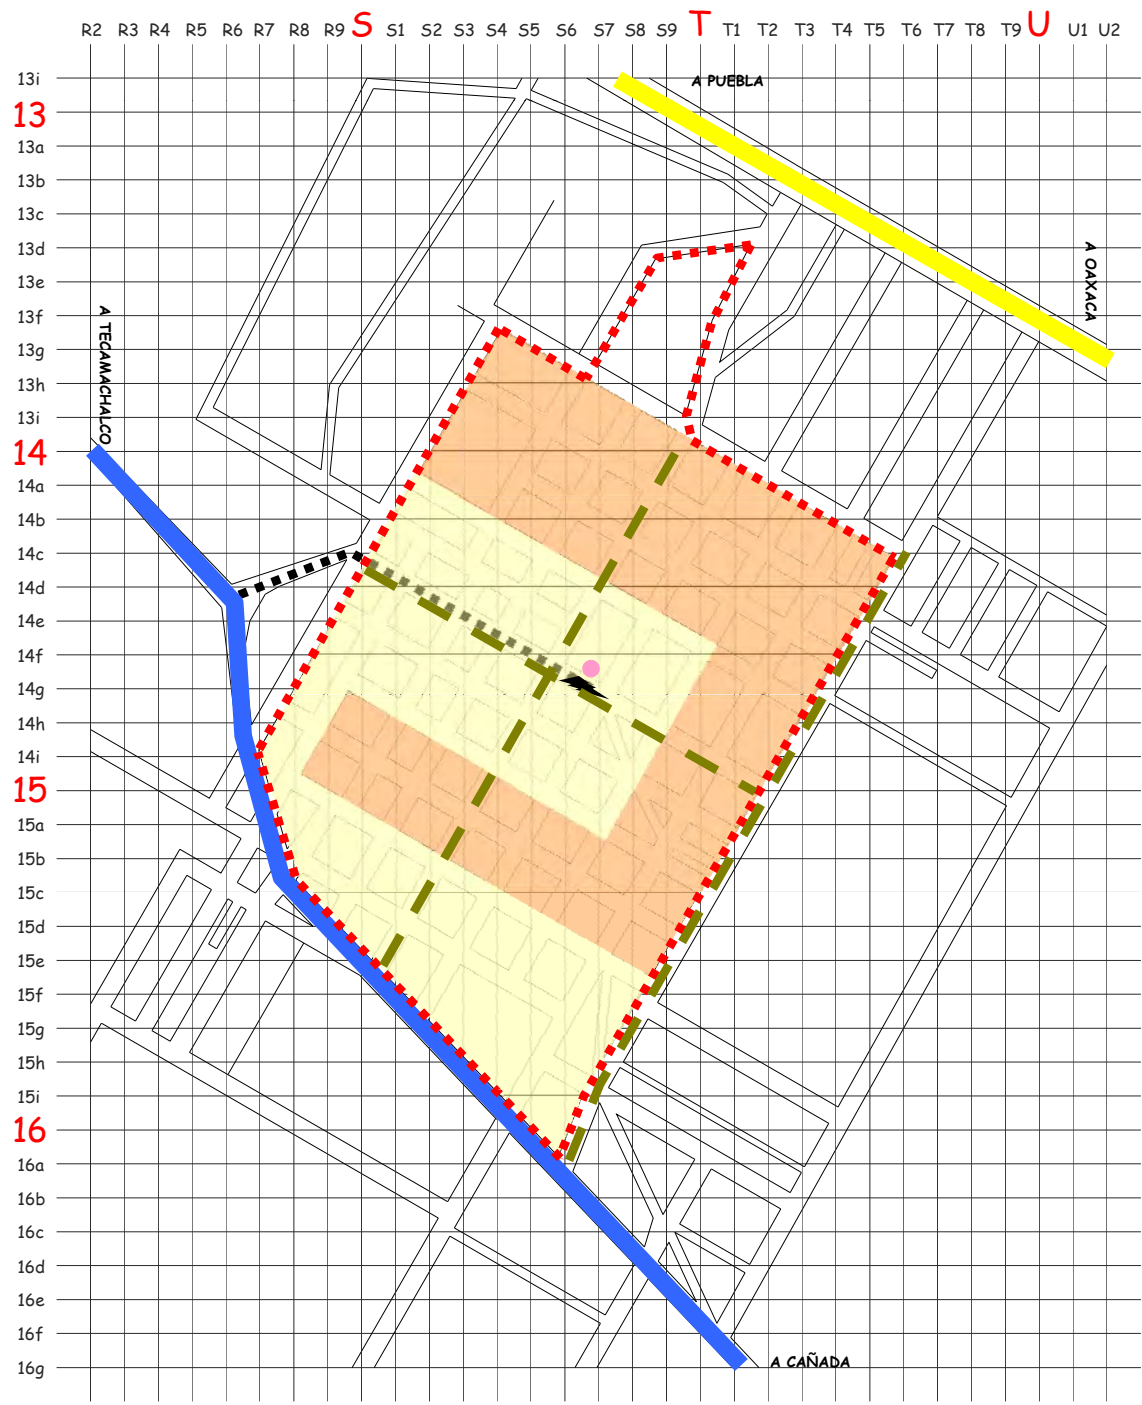 R2 R3 R4 R5 R6 R7 R8 R9 S S1 S2 S3 S4 S5 S6 S7 S8 S9 T T1 T2 T3 T4 T5 T6 T7 T8 T9 U U1 U2
13i
A PUEBLA
13
13a
13b
13c
13d
A OAXACA
13e
13f
A TECAMACHALCO
13g
13h
13i
14
14a
14b
14c
14d
14e
14f
14g
14h
14i
15
15a
15b
15c
15d
15e
15f
15g
15h
15i
16
16a
16b
16c
16d
16e
16f
A CAÑADA
16g